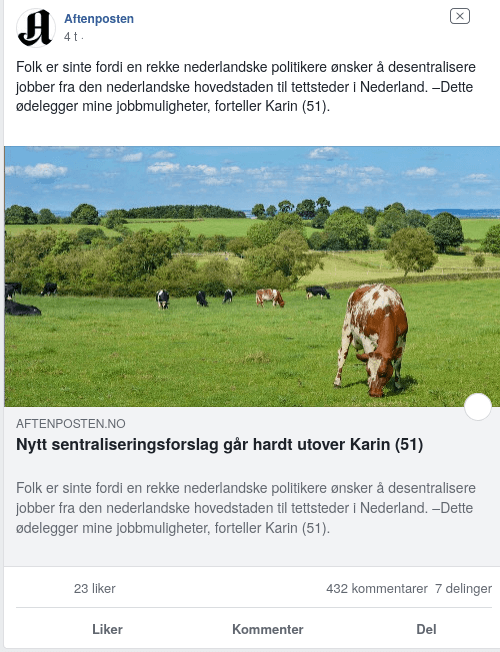 Aftenposten
4 t ·
Folk er sinte fordi en rekke nederlandske politikere ønsker å desentralisere
jobber fra den nederlandske hovedstaden til tettsteder i Nederland. –Dette
ødelegger mine jobbmuligheter, forteller Karin (51).
AFTENPOSTEN.NO
Nytt sentraliseringsforslag går hardt utover Karin (51)
Folk er sinte fordi en rekke nederlandske politikere ønsker å desentralisere
jobber fra den nederlandske hovedstaden til tettsteder i Nederland. –Dette
ødelegger mine jobbmuligheter, forteller Karin (51).
23 liker 432 kommentarer 7 delinger
Liker Kommenter Del